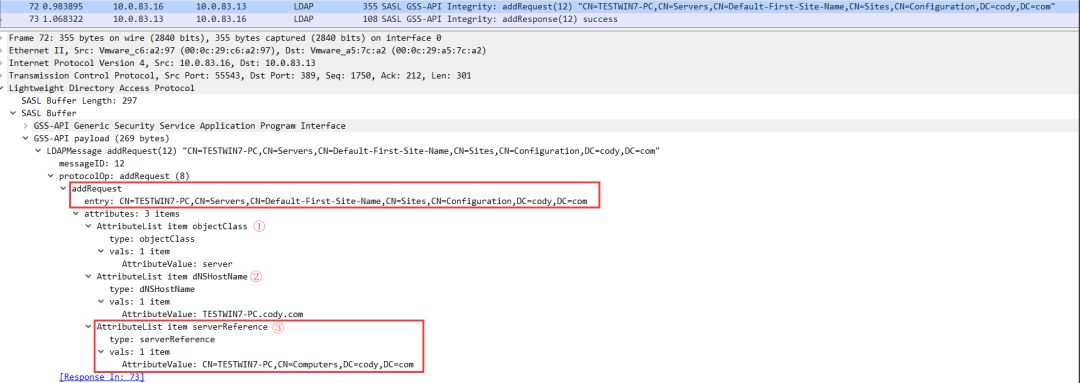 72 0.983895 10.0.83.16 10.0.83.13 LDAP 355 SASL GSS-API Integrity: addRequest(12) "CN=TESTWIN7-PC,CN=Servers,CN=Default-First-Site-Name,CN=Sites,CN=Configuration,DC=cody,DC=com"
73 1.068322 10.0.83.13 10.0.83.16 LDAP 108 SASL GSS-API Integrity: addResponse(12) success
Frame 72: 355 bytes on wire (2840 bits), 355 bytes captured (2840 bits) on interface 0
Ethernet II, Src: Vmware_c6:a2:97 (00:0c:29:c6:a2:97), Dst: Vmware_a5:7c:a2 (00:0c:29:a5:7c:a2)
Internet Protocol Version 4, Src: 10.0.83.16, Dst: 10.0.83.13
Transmission Control Protocol, Src Port: 55543, Dst Port: 389, Seq: 1750, Ack: 212, Len: 301
Lightweight Directory Access Protocol
SASL Buffer Length: 297
SASL Buffer
GSS-API Generic Security Service Application Program Interface
GSS-API payload (269 bytes)
LDAPMessage addRequest(12) "CN=TESTWIN7-PC,CN=Servers,CN=Default-First-Site-Name,CN=Sites,CN=Configuration,DC=cody,DC=com"
messageID: 12
protocolOp: addRequest (8)
addRequest
entry: CN=TESTWIN7-PC,CN=Servers,CN=Default-First-Site-Name,CN=Sites,CN=Configuration,DC=cody,DC=com
attributes: 3 items
AttributeList item objectClass ①
type: objectClass
vals: 1 item
AttributeValue: server
AttributeList item dNSHostName ②
type: dNSHostName
vals: 1 item
AttributeValue: TESTWIN7-PC.cody.com
AttributeList item serverReference ③
type: serverReference
vals: 1 item
AttributeValue: CN=TESTWIN7-PC,CN=Computers,DC=cody,DC=com
[Response In: 73]